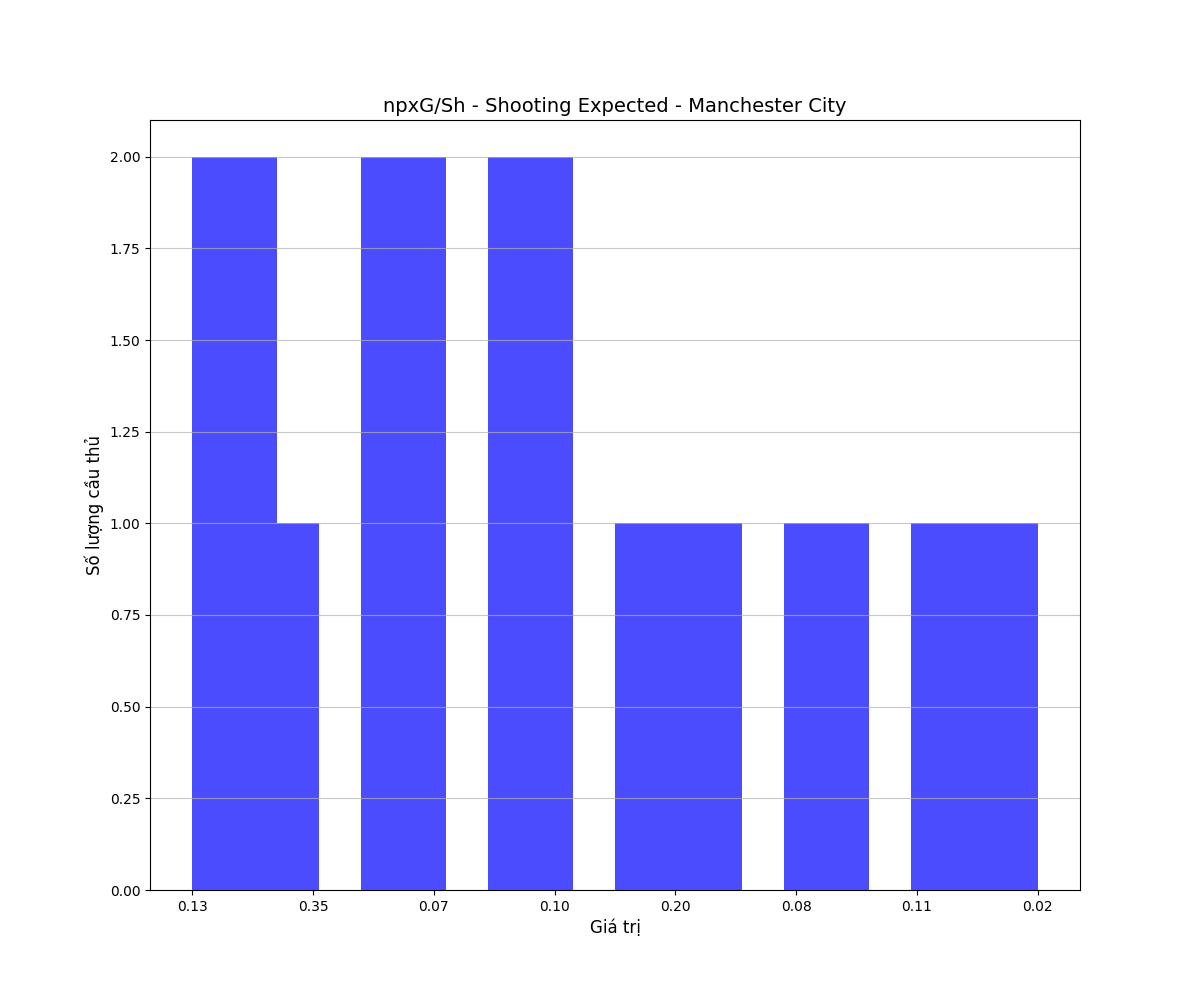 npxG/Sh - Shooting Expected - Manchester City
Số lượng cầu thủ
2.00
1.75
1.50
1.25
1.00
0.75
0.50
0.25
0.00
0.13 0.35 0.07 0.10 0.20 0.08 0.11 0.02
Giá trị